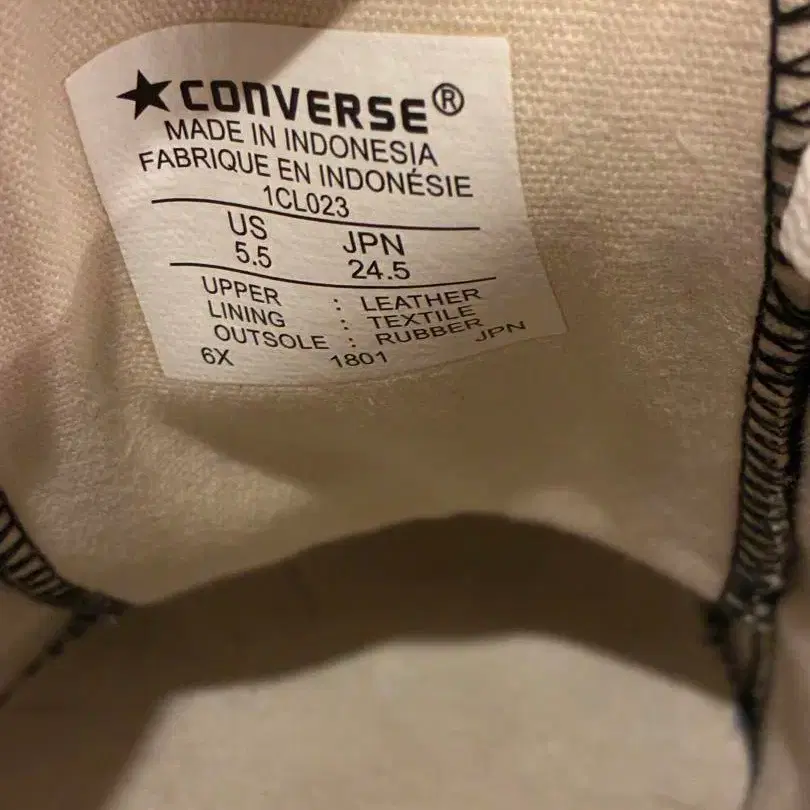 ★CONVERSE®
MADE IN INDONESIA
FABRIQUE EN INDONÉSIE
1CL023
US JPN
5.5 24.5
UPPER : LEATHER
LINING : TEXTILE
OUTSOLE : RUBBER
6X 1801 JPN